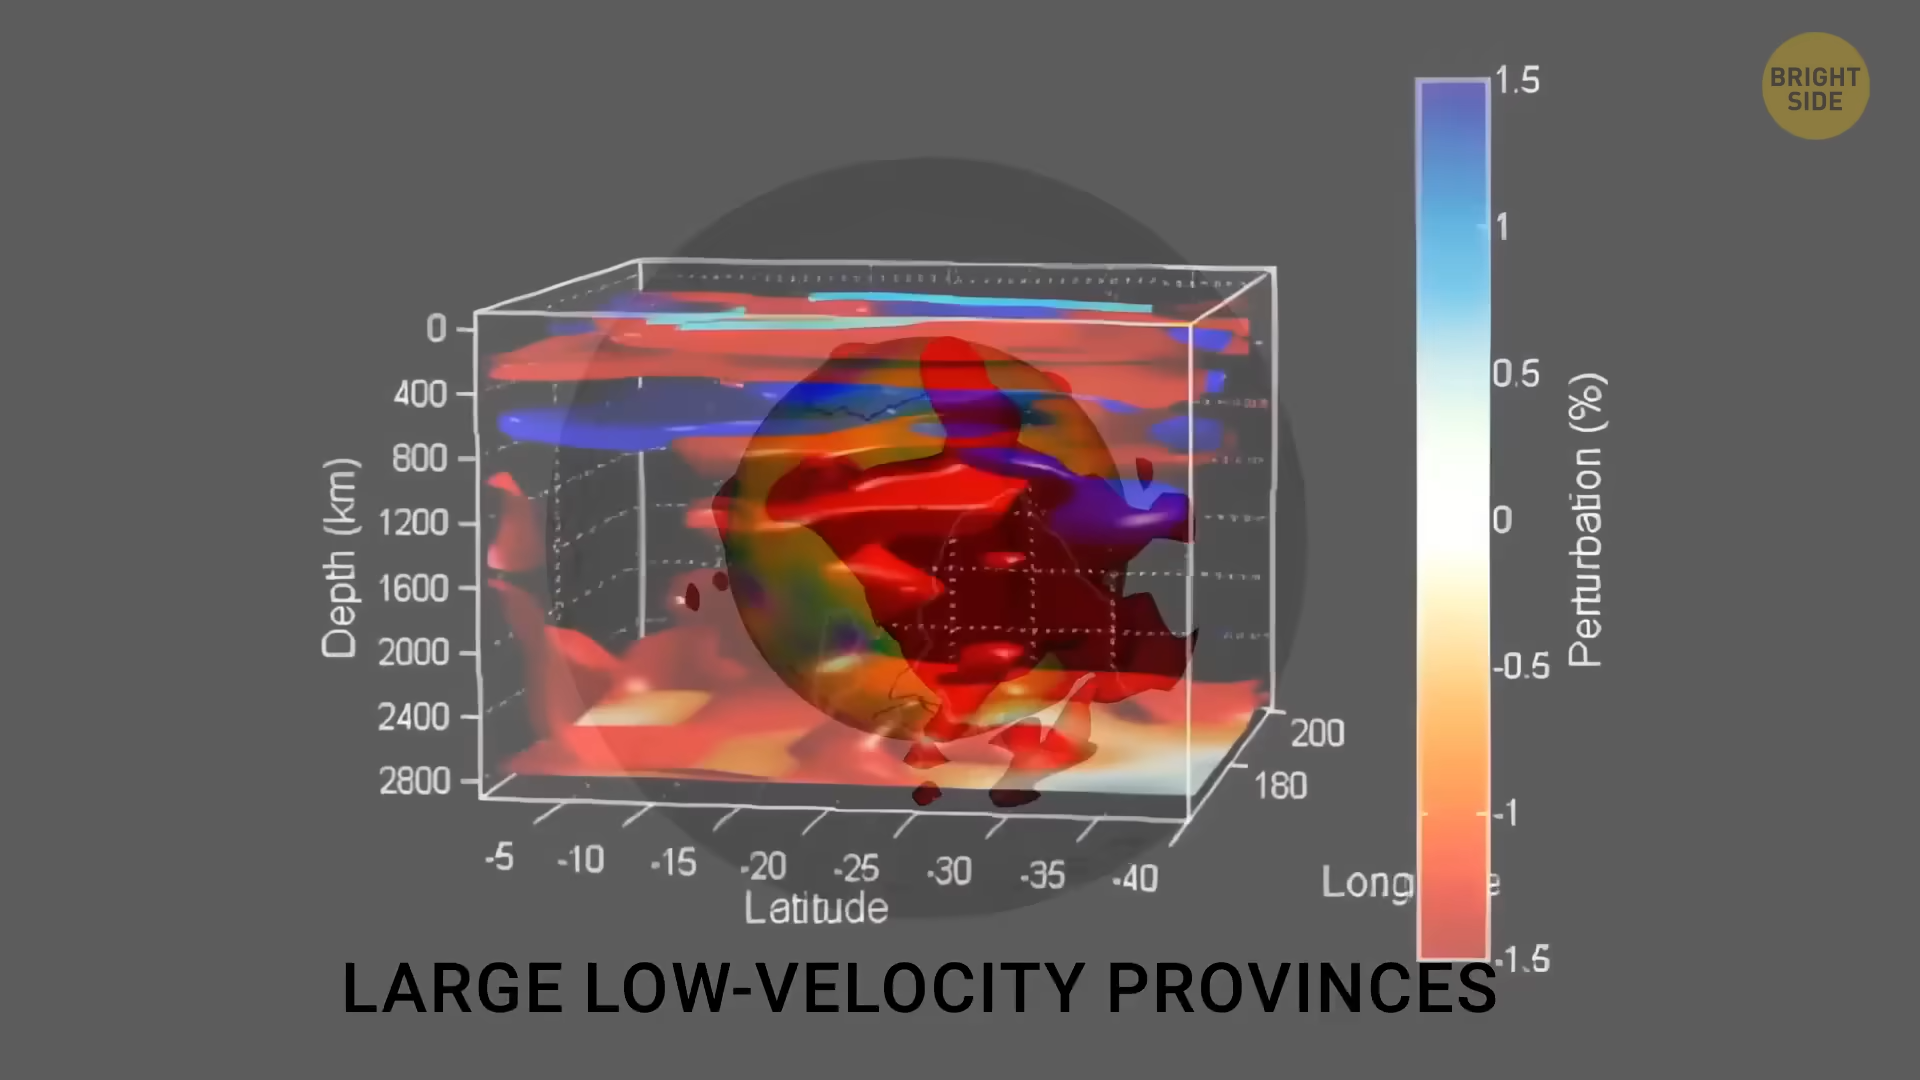 BRIGHT
SIDE
1.5
1
0.5
0
-0.5
-1
-1.5
Perturbation (%)
0
400
800
1200
1600
2000
2400
2800
Depth (km)
200
180
-5 -10 -15 -20 -25 -30 -35 -40
Latitude
LARGE LOW-VELOCITY PROVINCES